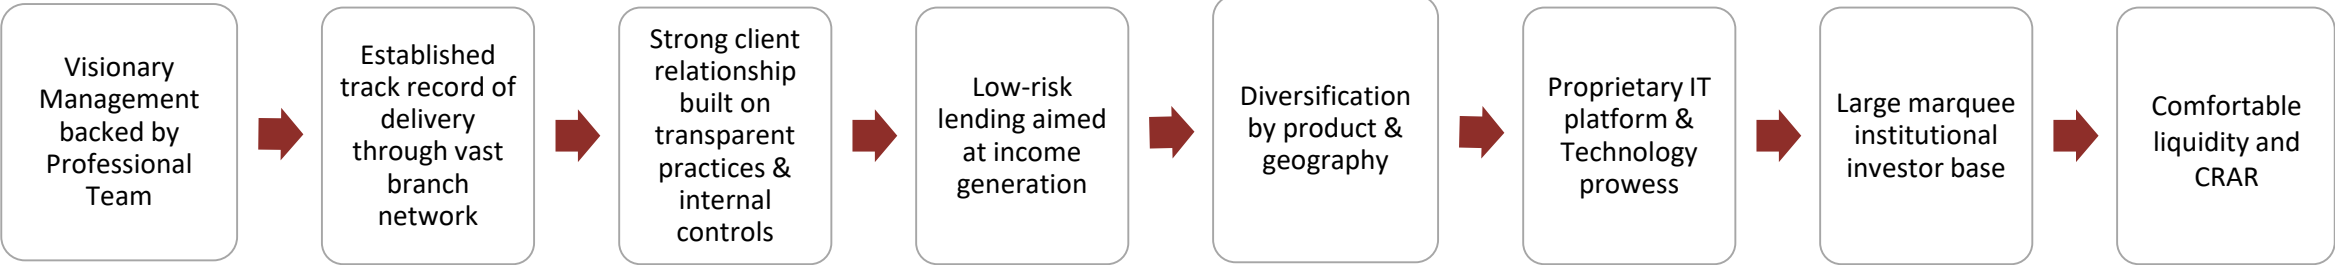 Visionary
Management
backed by
Professional
Team
Established
track record of
delivery
through vast
branch
network
Strong client
relationship
built on
transparent
practices &
internal
controls
Low-risk
lending aimed
at income
generation
Diversification
by product &
geography
Proprietary IT
platform &
Technology
prowess
Large marquee
institutional
investor base
Comfortable
liquidity and
CRAR